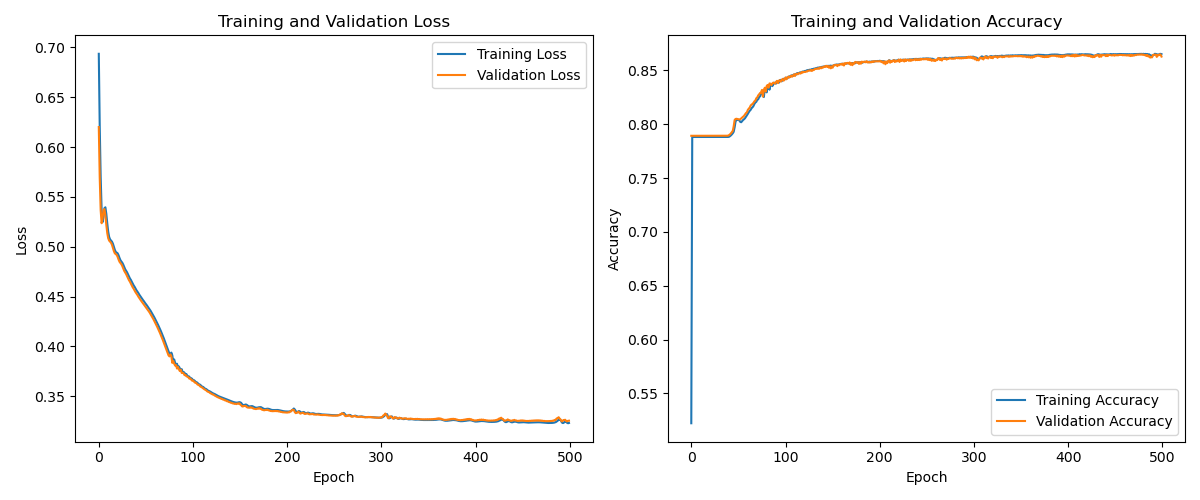 Training and Validation Loss
0.70
0.65
0.60
0.55
0.50
0.45
0.40
0.35
Loss
0
100
200
300
400
500
Epoch
Training Loss
Validation Loss
Training and Validation Accuracy
0.85
0.80
0.75
0.70
0.65
0.60
0.55
Accuracy
0
100
200
300
400
500
Epoch
Training Accuracy
Validation Accuracy